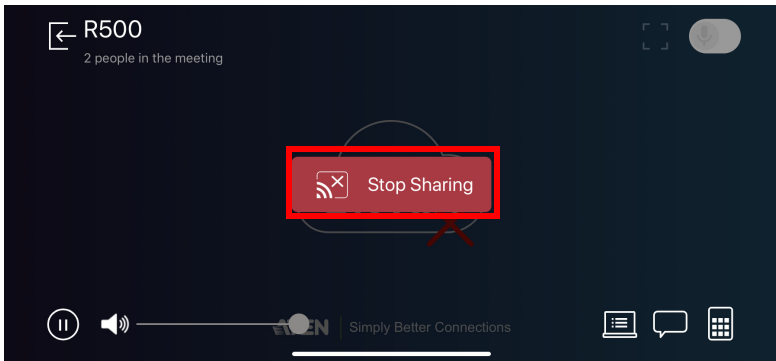 R500
2 people in the meeting
Stop Sharing
ATEN Simply Better Connections